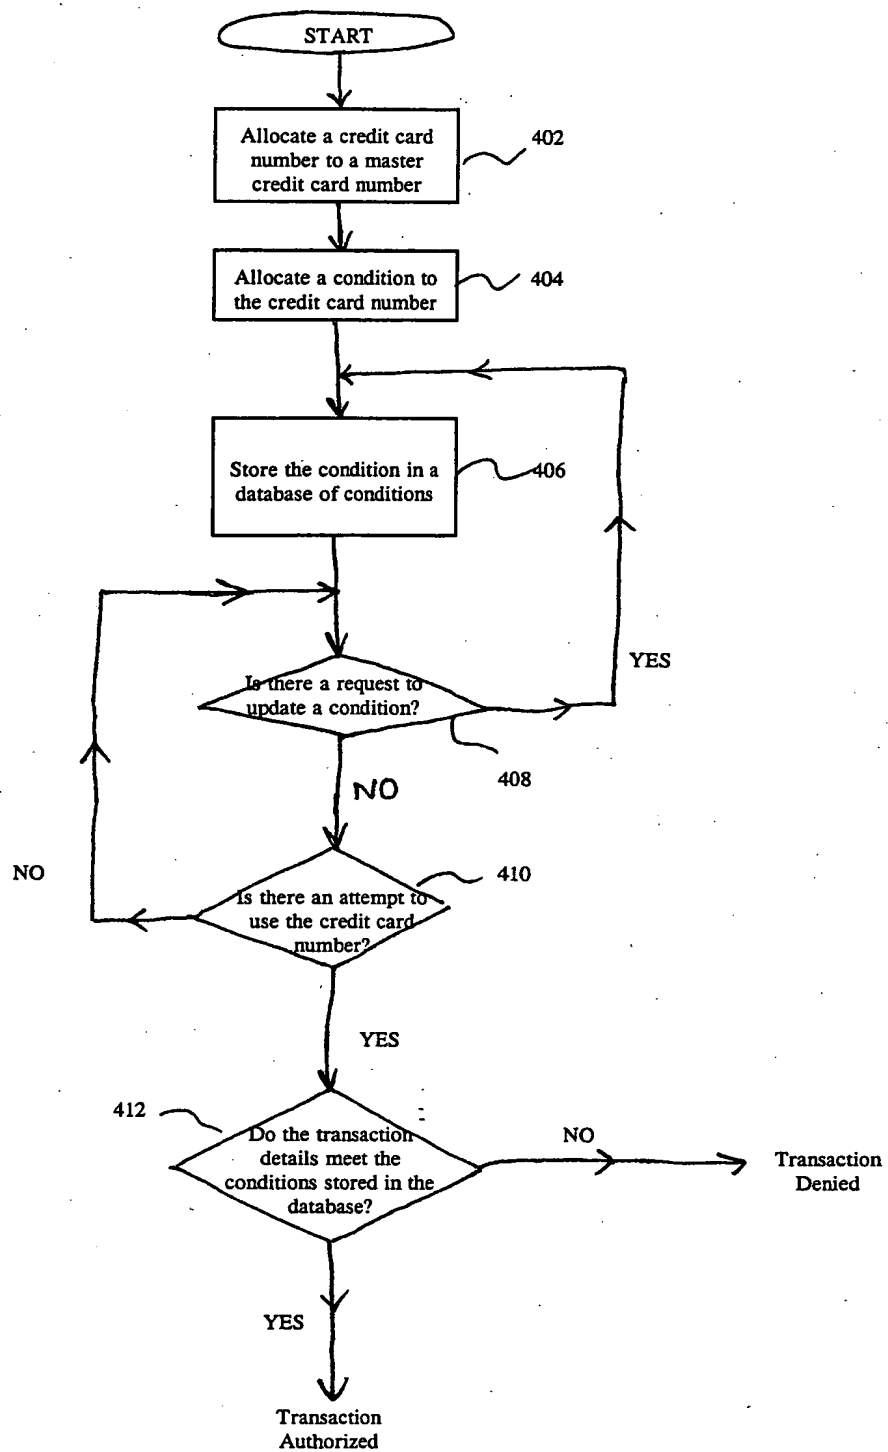 START
Allocate a credit card
number to a master
credit card number
402
Allocate a condition to
the credit card number
404
Store the condition in a
database of conditions
406
Is there a request to
update a condition?
YES
408
NO
NO
Is there an attempt to
use the credit card
number?
410
YES
412
Do the transaction
details meet the
conditions stored in the
database?
NO
Transaction
Denied
YES
Transaction
Authorized